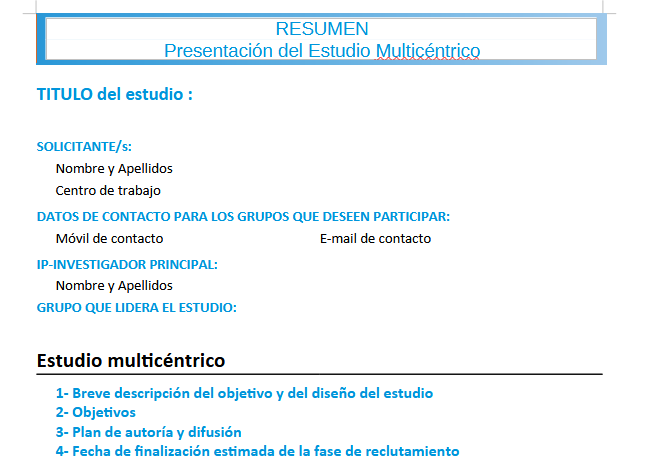 RESUMEN
Presentación del Estudio Multicéntrico
TITULO del estudio :
SOLICITANTE/s:
Nombre y Apellidos
Centro de trabajo
DATOS DE CONTACTO PARA LOS GRUPOS QUE DESEEN PARTICIPAR:
Móvil de contacto E-mail de contacto
IP-INVESTIGADOR PRINCIPAL:
Nombre y Apellidos
GRUPO QUE LIDERA EL ESTUDIO:
Estudio multicéntrico
1- Breve descripción del objetivo y del diseño del estudio
2- Objetivos
3- Plan de autoría y difusión
4- Fecha de finalización estimada de la fase de reclutamiento